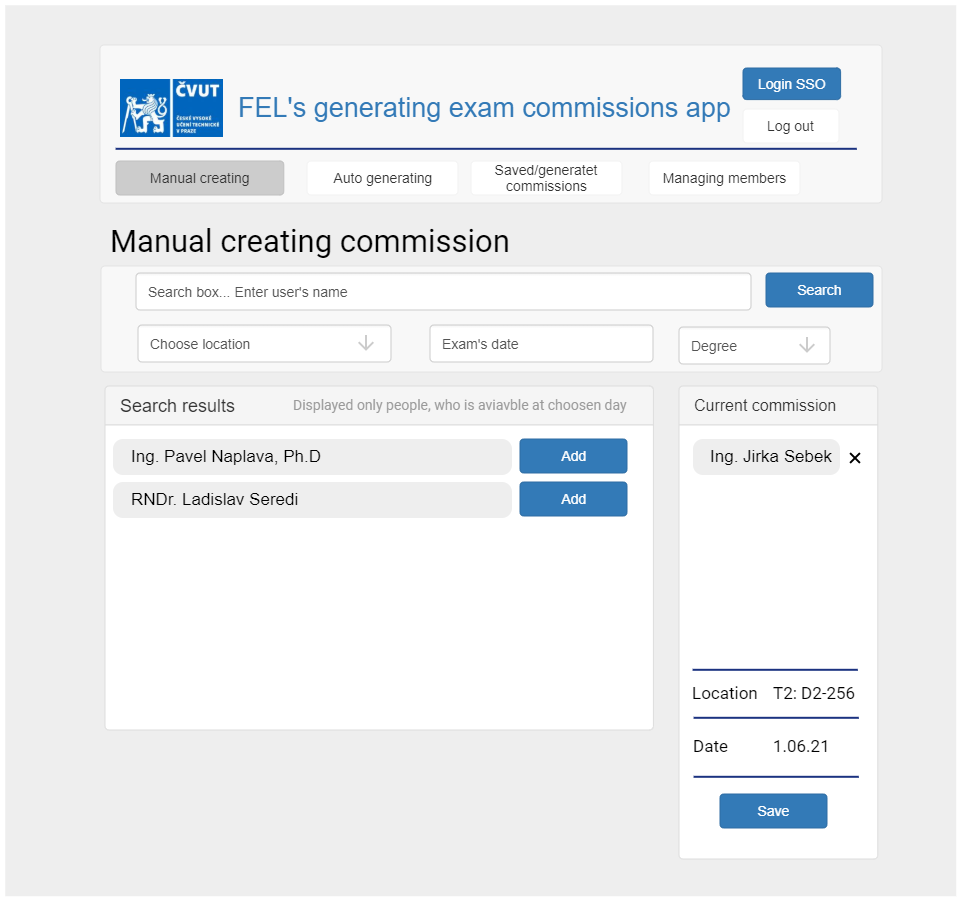 ČVUT
ČESKÉ VYSOKÉ
UČENÍ TECHNICKÉ
V PRAZE
FEL's generating exam commissions app
Login SSO
Log out
Manual creating
Auto generating
Saved/generatet
commissions
Managing members
Manual creating commission
Search box... Enter user's name
Search
Choose location
Exam's date
Degree
Search results
Displayed only people, who is aviavble at choosen day
Current commission
Ing. Pavel Naplava, Ph.D
Add
Ing. Jirka Sebek
RNDr. Ladislav Seredi
Add
Location T2: D2-256
Date 1.06.21
Save